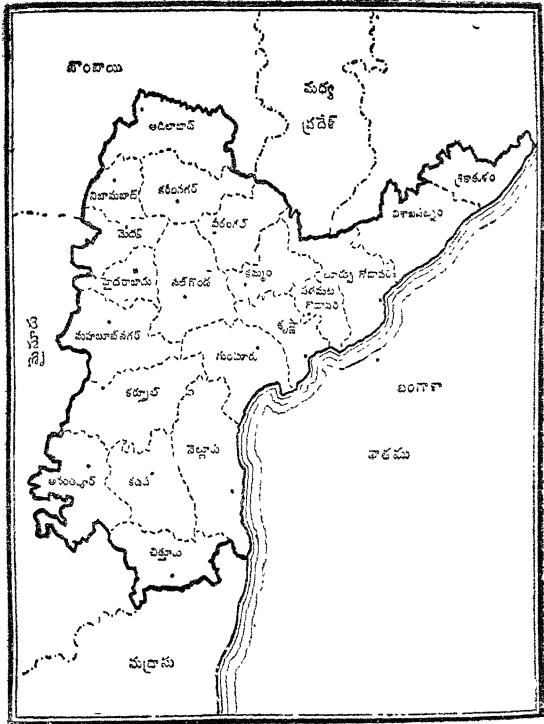 బొంబాయి
మధ్య
ప్రదేశ్
ఆదిలాబాద్
శ్రీకాకుళం
నిజామబాద్
కరీంనగర్
విశాఖపట్నం
వరంగల్
మెదక్
హైదరాబాదు
నల్‌గొండ
ఖమ్మం
తూర్పు గోదావరి
పశ్చిమ
గోదావరి
మైసూరు
కృష్ణా
మహబూబ్‌నగర్
గుంటూరు
కర్నూల్
బంగాళా
నెల్లూరు
ఖాతము
అనంతపూర్
కడప
చిత్తూరు
మద్రాసు